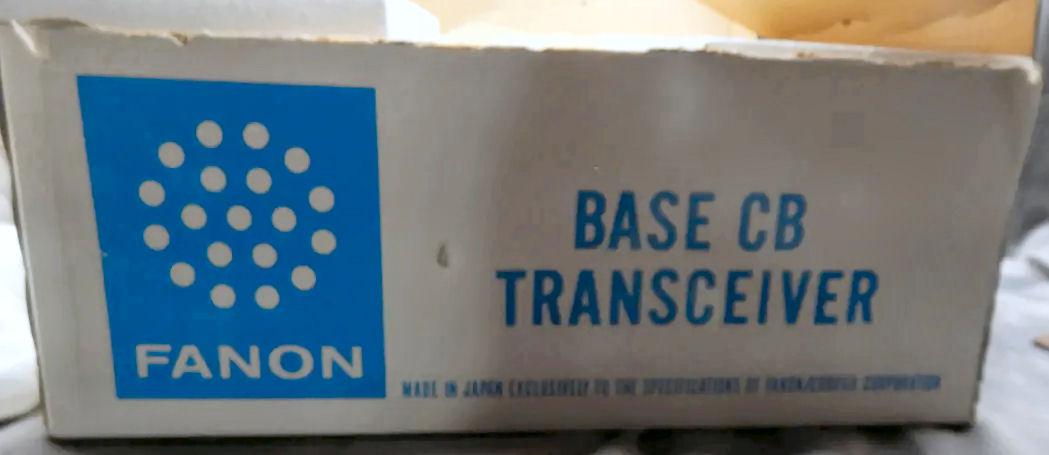 FANON
BASE CB
TRANSCEIVER
MADE IN JAPAN EXCLUSIVELY TO THE SPECIFICATIONS OF FANON/COURIER CORPORATION